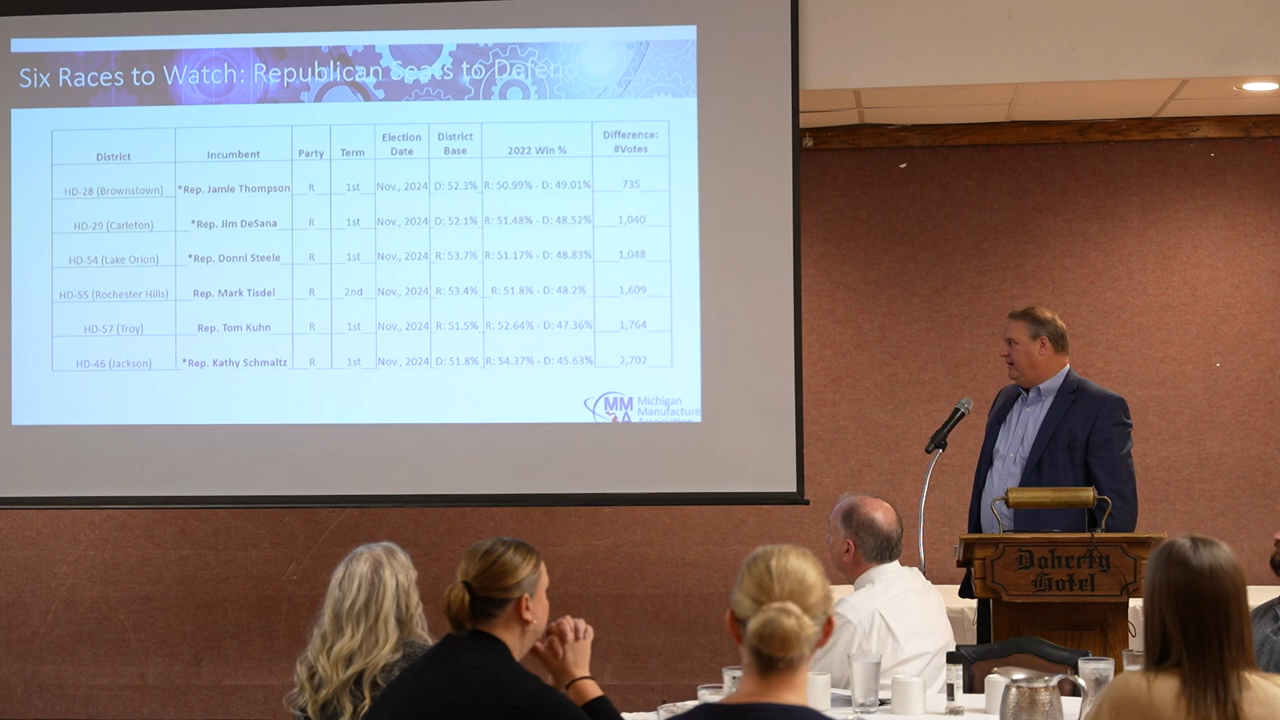 Six Races to Watch: Republican Seats to Defend
District Incumbent Party Term Election Date District Base 2022 Win % Difference: #Votes
HD-28 (Brownstown) *Rep. Jamie Thompson R 1st Nov., 2024 D: 52.3% R: 50.99% - D: 49.01% 735
HD-29 (Carleton) *Rep. Jim DeSana R 1st Nov., 2024 D: 52.1% R: 51.48% - D: 48.52% 1,040
HD-54 (Lake Orion) *Rep. Donni Steele R 1st Nov., 2024 R: 53.7% R: 51.17% - D: 48.83% 1,048
HD-55 (Rochester Hills) Rep. Mark Tisdel R 2nd Nov., 2024 R: 53.4% R: 51.8% - D: 48.2% 1,609
HD-57 (Troy) Rep. Tom Kuhn R 1st Nov., 2024 R: 51.5% R: 52.64% - D: 47.36% 1,764
HD-46 (Jackson) *Rep. Kathy Schmaltz R 1st Nov., 2024 D: 51.8% R: 54.37% - D: 45.63% 2,702
MMA
Michigan
Manufacture
Association
Doherty
Hotel